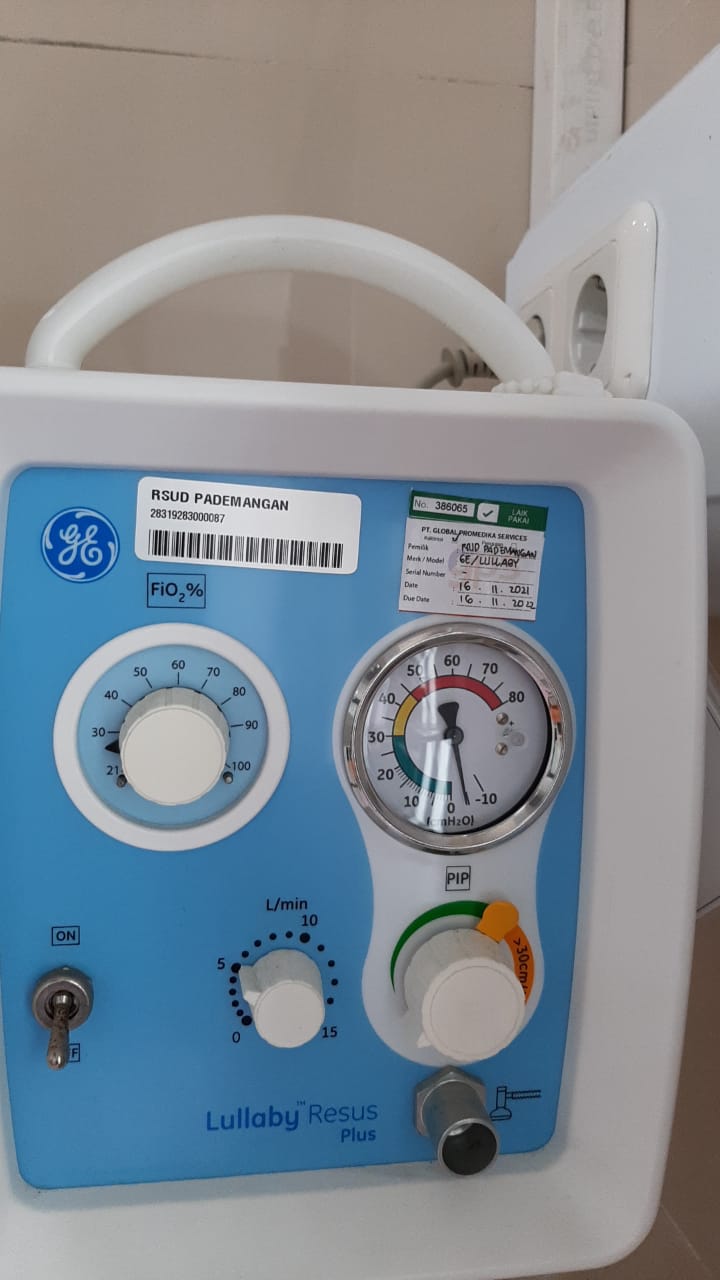 RSUD PADEMANGAN
28319283000087
No. 386065 LAIK PAKAI
PT. GLOBAL PROMEDIKA SERVICES
Pemilik RSUD PADEMANGAN
Merk / Model GE/LULLABY
Serial Number -
Date : 16 . 11 . 2021
Due Date : 16 . 11 . 2022
GE
FiO2%
21 30 40 50 60 70 80 90 100
-10 0 10 20 30 40 50 60 70 80
(cmH2O)
PIP
>30cm
L/min
0 5 10 15
ON
Lullaby™ Resus
Plus